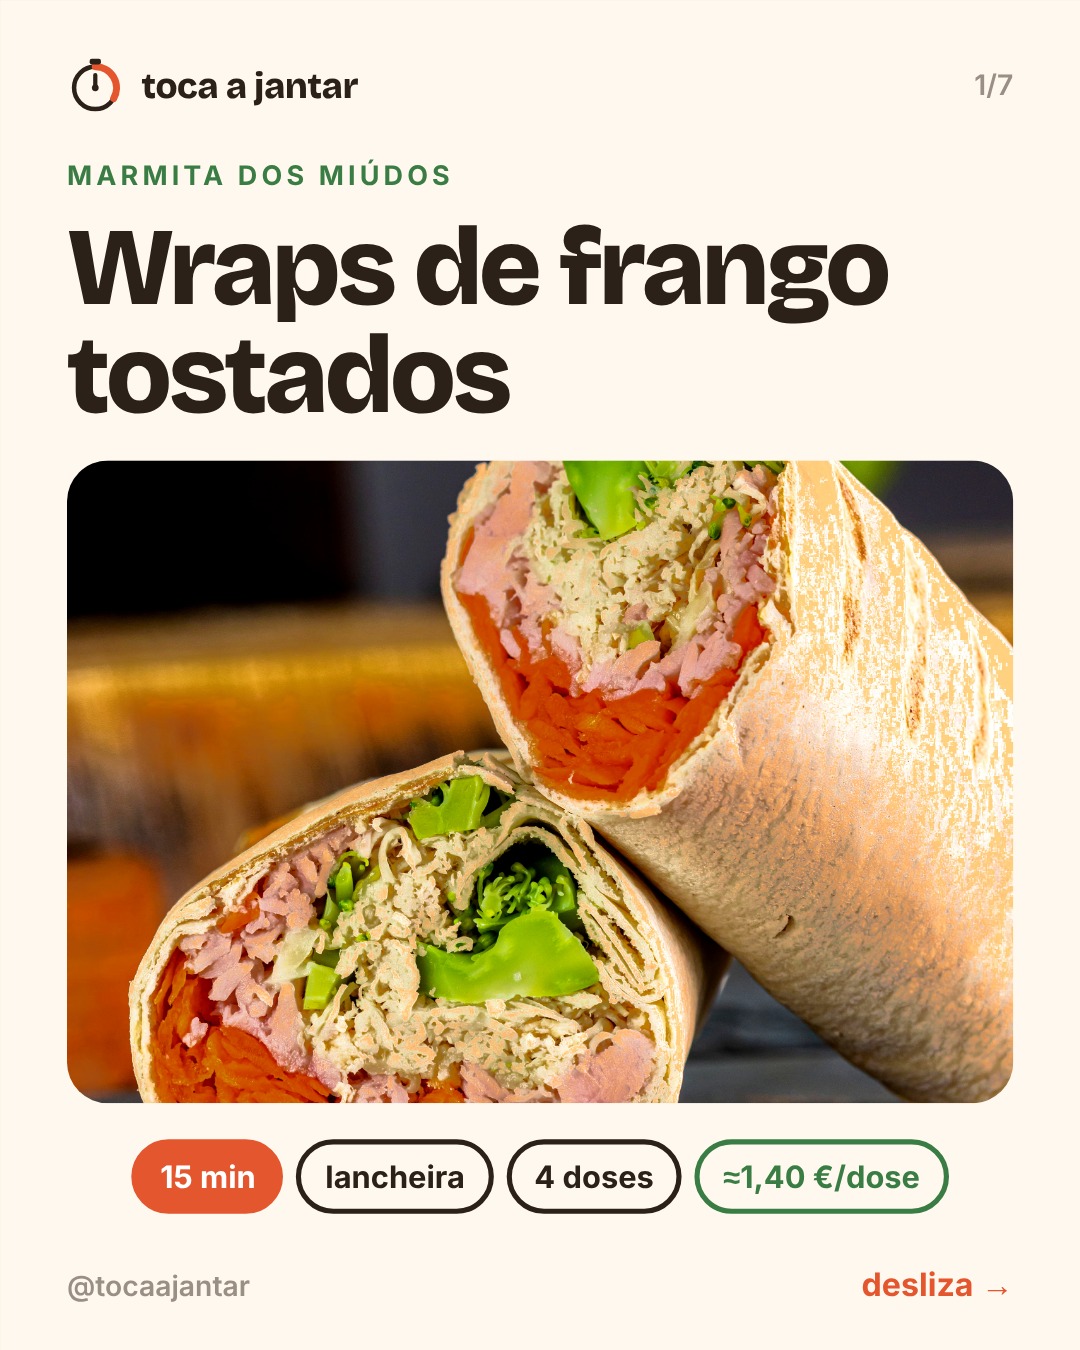 toca a jantar
1/7
MARMITA DOS MIÚDOS
Wraps de frango
tostados
15 min
lancheira
4 doses
≈1,40 €/dose
@tocaajantar
desliza →